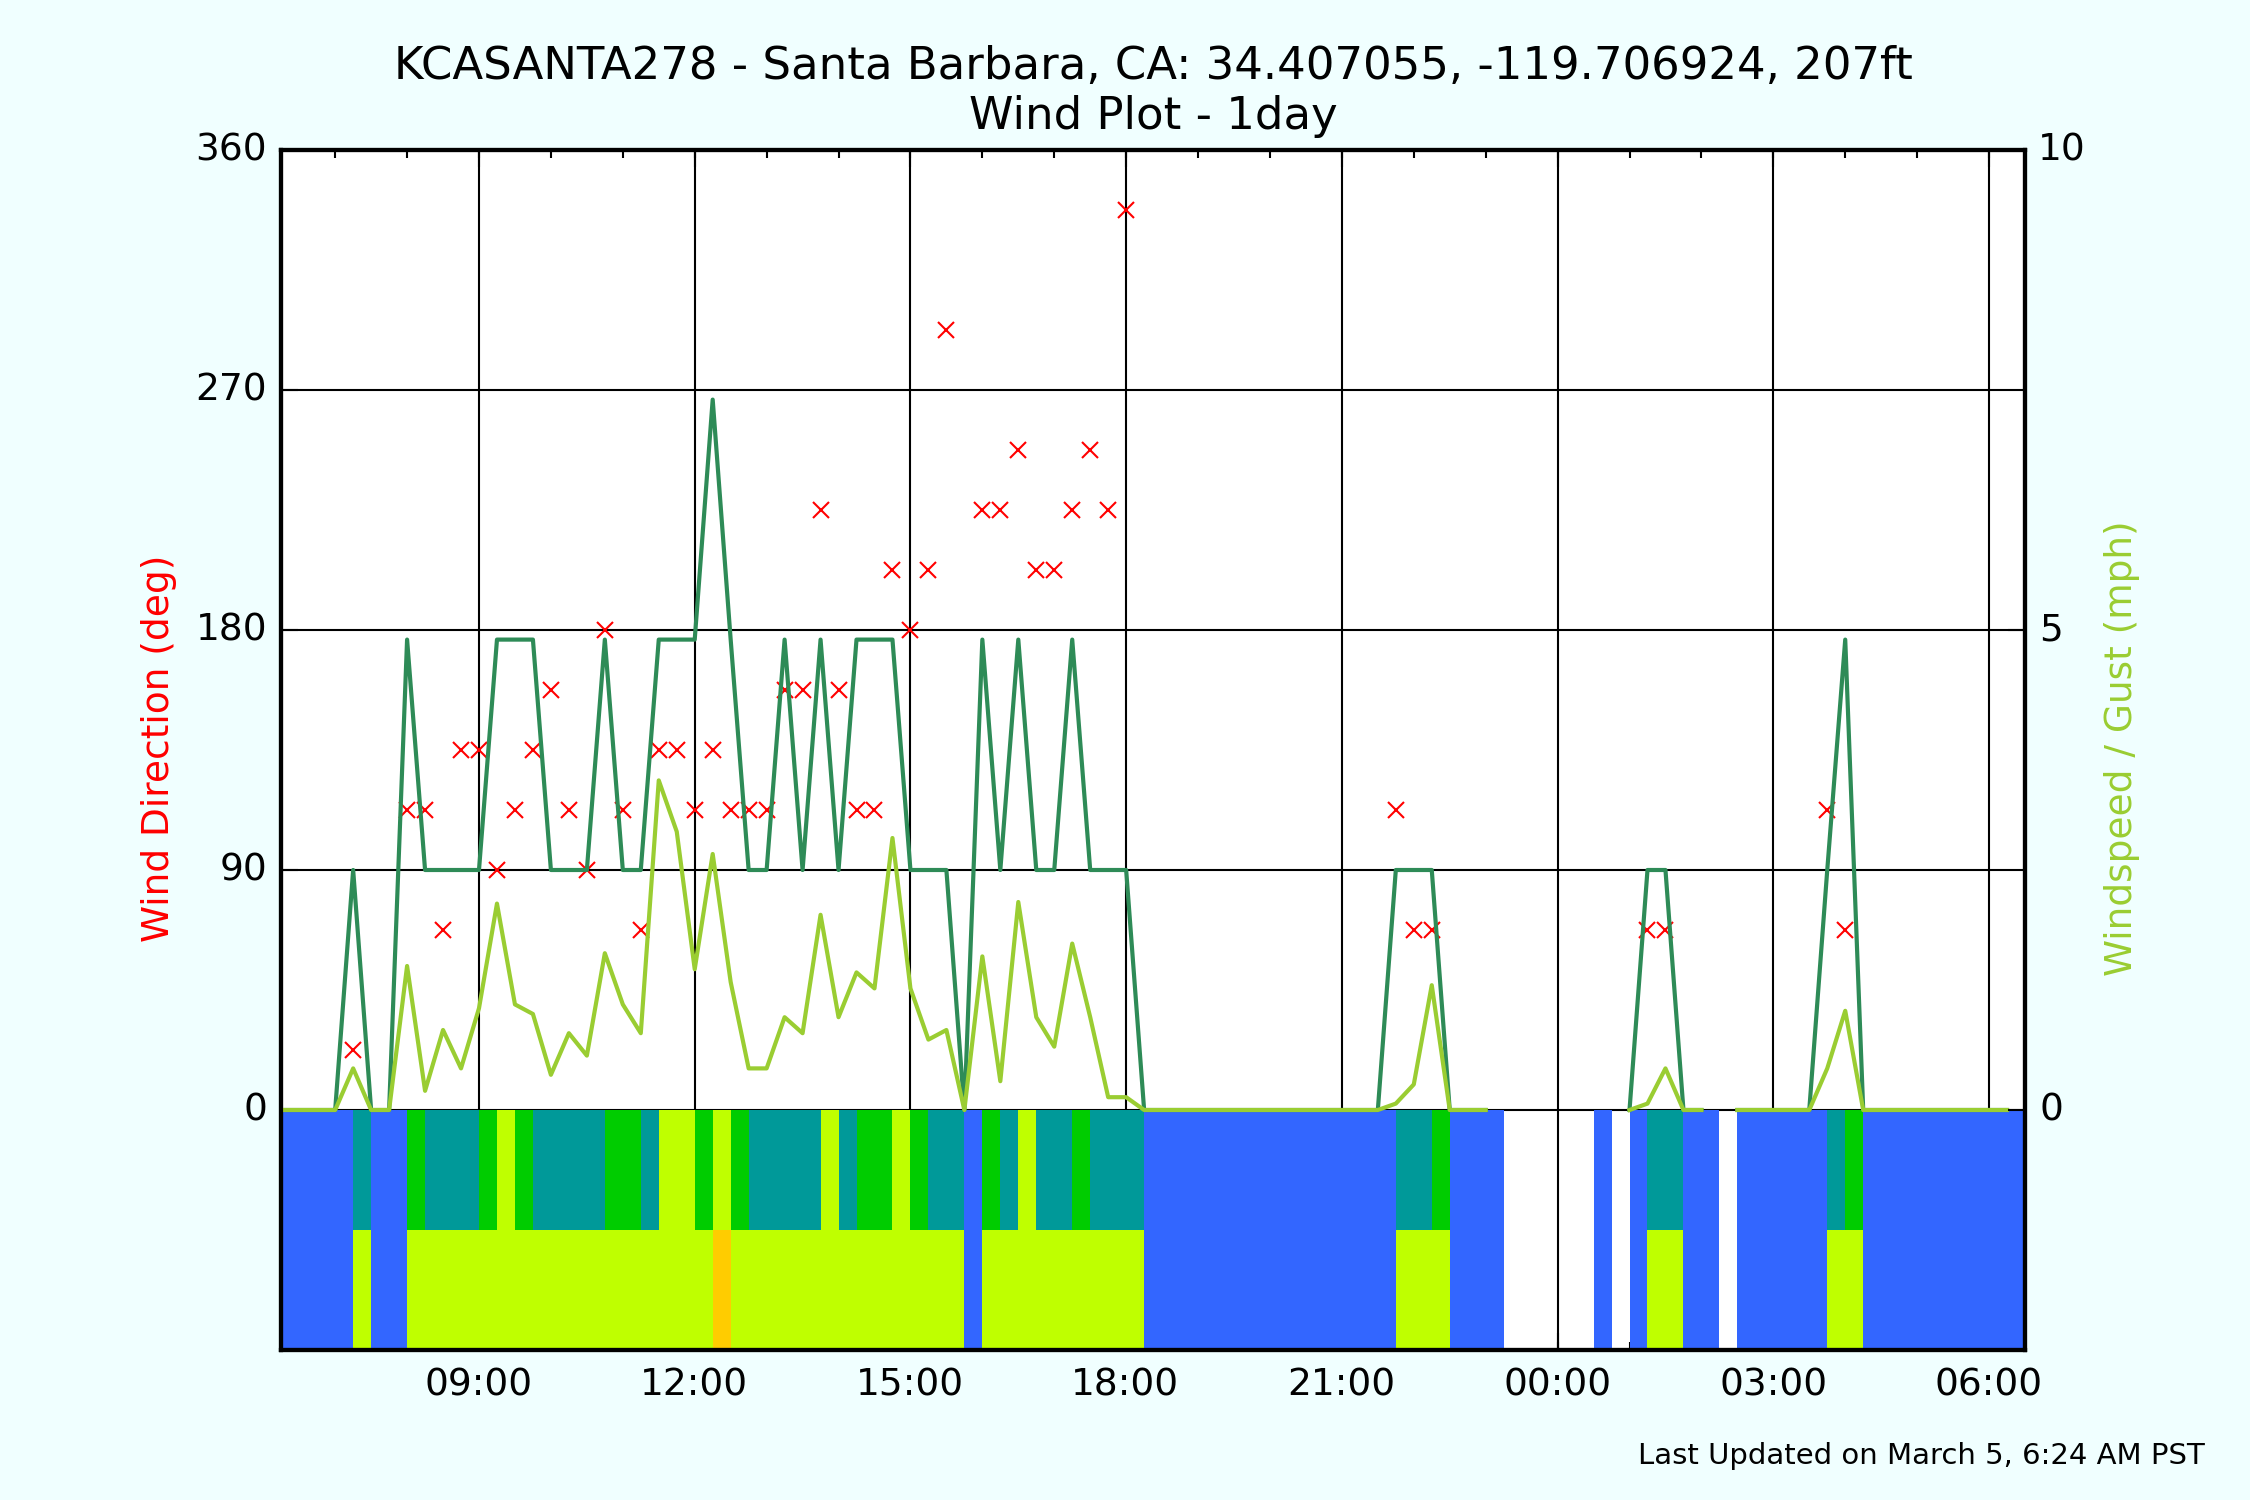 KCASANTA278 - Santa Barbara, CA: 34.407055, -119.706924, 207ft
Wind Plot - 1day
360
270
180
90
0
Wind Direction (deg)
10
5
0
Windspeed / Gust (mph)
09:00 12:00 15:00 18:00 21:00 00:00 03:00 06:00
Last Updated on March 5, 6:24 AM PST